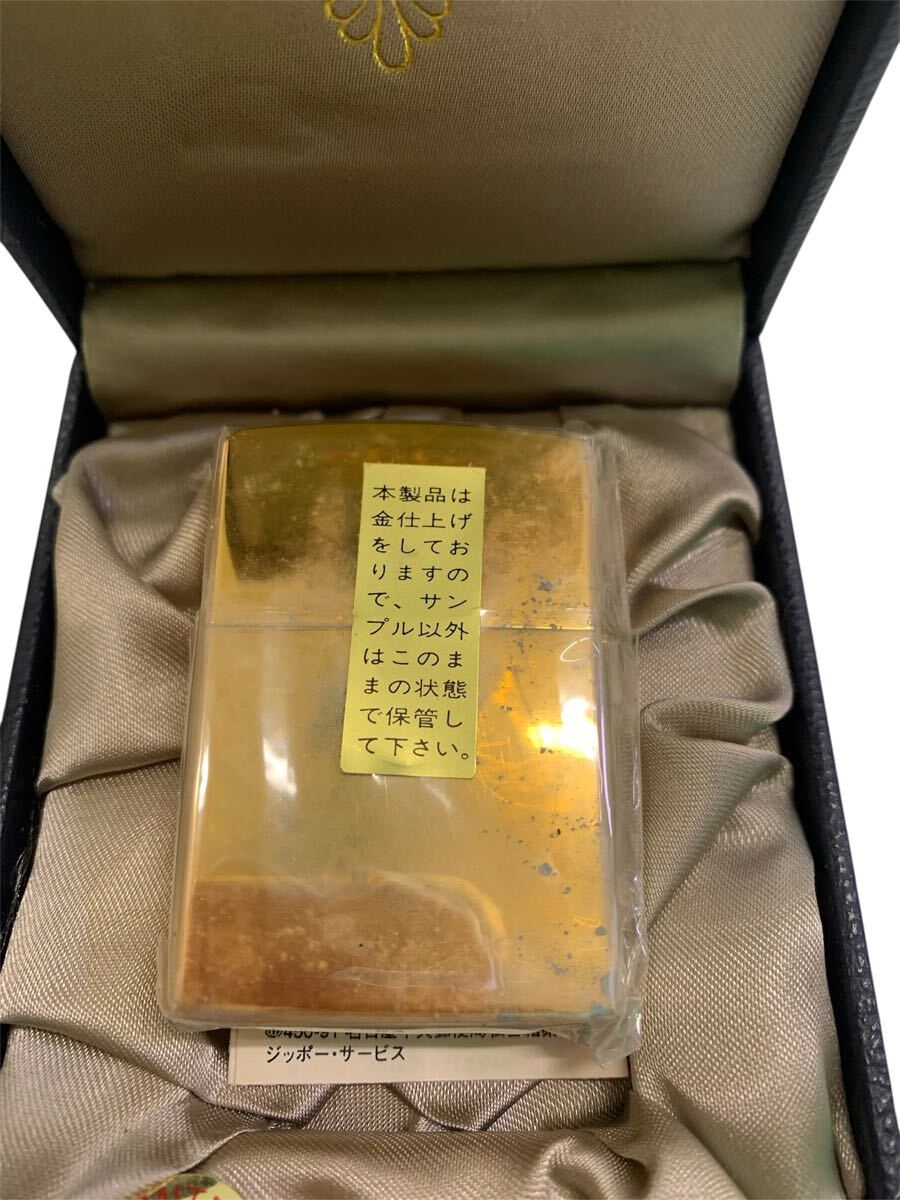 本製品は
金仕上げ
をしてお
りますの
で、サン
プル以外
はこのま
まの状態
で保管し
て下さい。
ジッポー・サービス